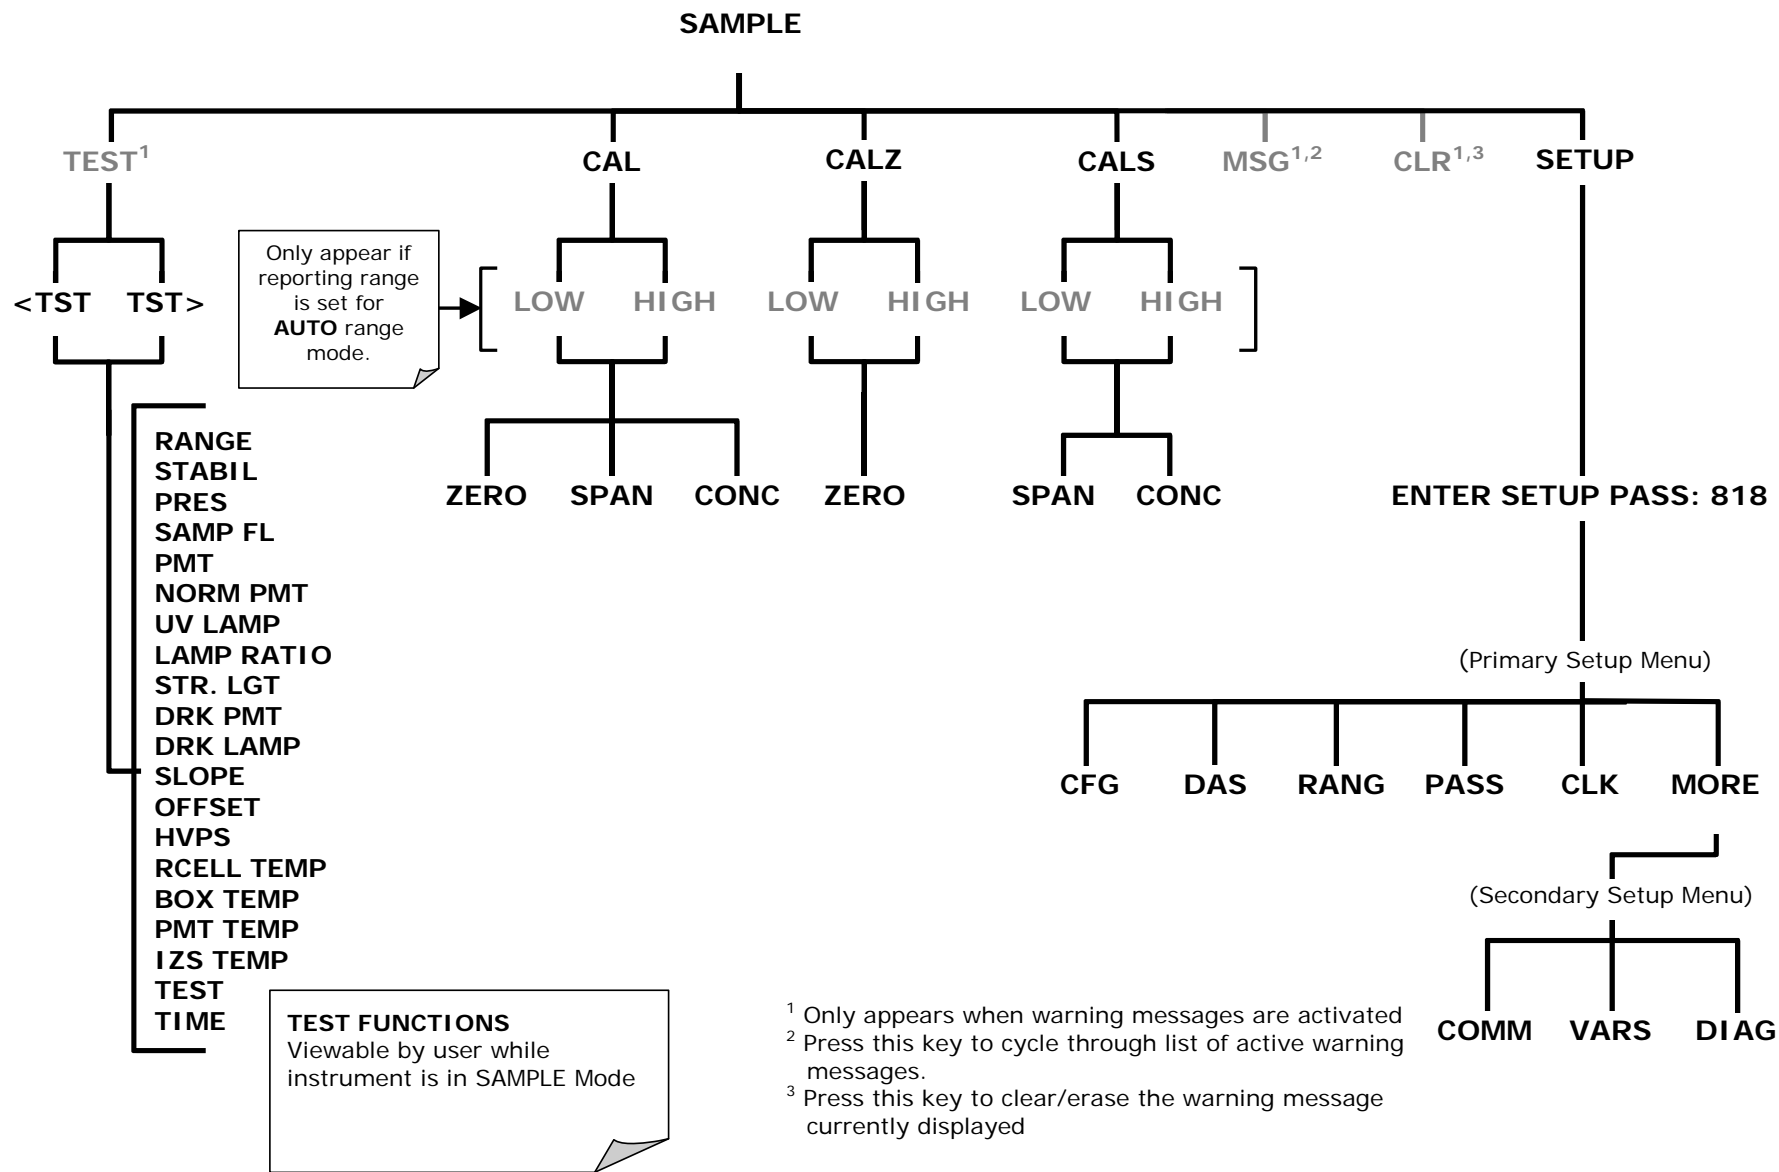 SAMPLE
TEST1 CAL CALZ CALS MSG1,2 CLR1,3 SETUP
Only appear if
reporting range
is set for
AUTO range
mode.
<TST TST> LOW HIGH LOW HIGH LOW HIGH
ZERO SPAN CONC ZERO SPAN CONC ENTER SETUP PASS: 818
RANGE
STABIL
PRES
SAMP FL
PMT
NORM PMT
UV LAMP
LAMP RATIO
STR. LGT
DRK PMT
DRK LAMP
SLOPE
OFFSET
HVPS
RCELL TEMP
BOX TEMP
PMT TEMP
IZS TEMP
TEST
TIME
(Primary Setup Menu)
CFG DAS RANG PASS CLK MORE
(Secondary Setup Menu)
COMM VARS DIAG
TEST FUNCTIONS
Viewable by user while
instrument is in SAMPLE Mode
1 Only appears when warning messages are activated
2 Press this key to cycle through list of active warning
messages.
3 Press this key to clear/erase the warning message
currently displayed